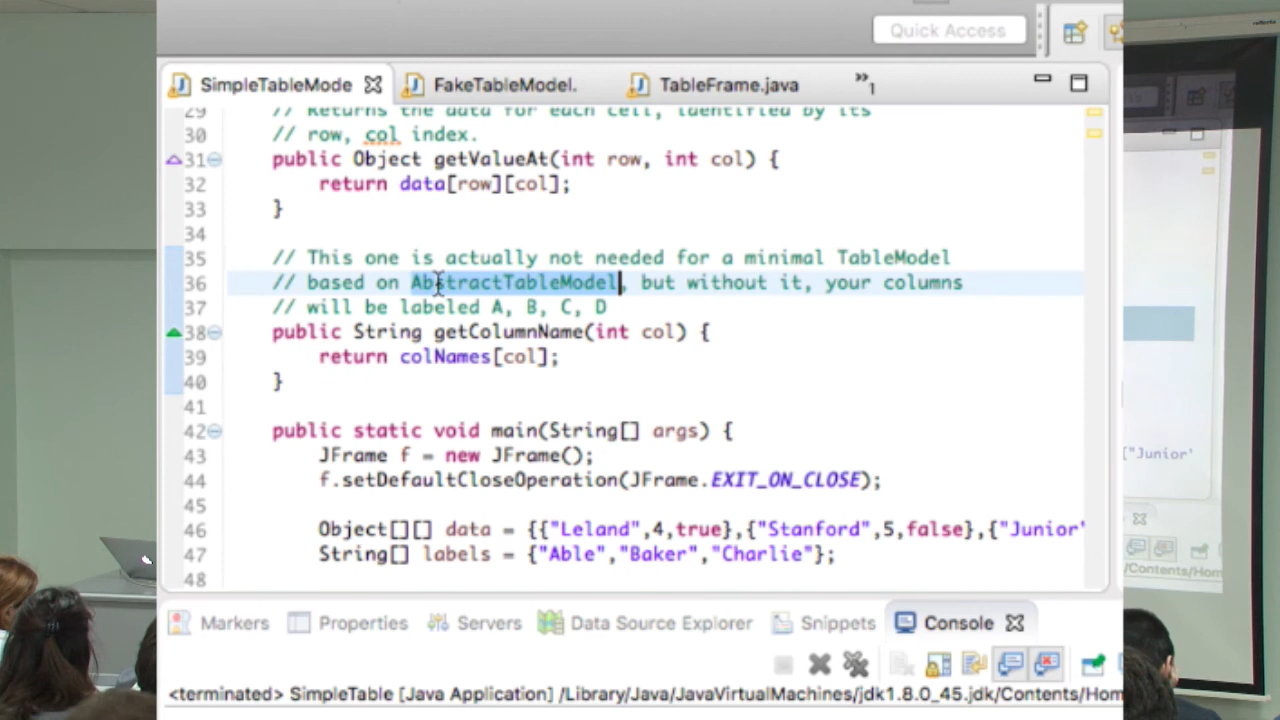 Quick Access
SimpleTableMode
FakeTableModel.
TableFrame.java
»1
29 // Returns the data for each cell, identified by its
30 // row, col index.
31 public Object getValueAt(int row, int col) {
32 return data[row][col];
33 }
34
35 // This one is actually not needed for a minimal TableModel
36 // based on AbstractTableModel, but without it, your columns
37 // will be labeled A, B, C, D
38 public String getColumnName(int col) {
39 return colNames[col];
40 }
41
42 public static void main(String[] args) {
43 JFrame f = new JFrame();
44 f.setDefaultCloseOperation(JFrame.EXIT_ON_CLOSE);
45
46 Object[][] data = {{"Leland",4,true},{"Stanford",5,false},{"Junior"
47 String[] labels = {"Able","Baker","Charlie"};
48
Markers
Properties
Servers
Data Source Explorer
Snippets
Console
<terminated> SimpleTable [Java Application] /Library/Java/JavaVirtualMachines/jdk1.8.0_45.jdk/Contents/Hom
{"Junior'
/Contents/Hom